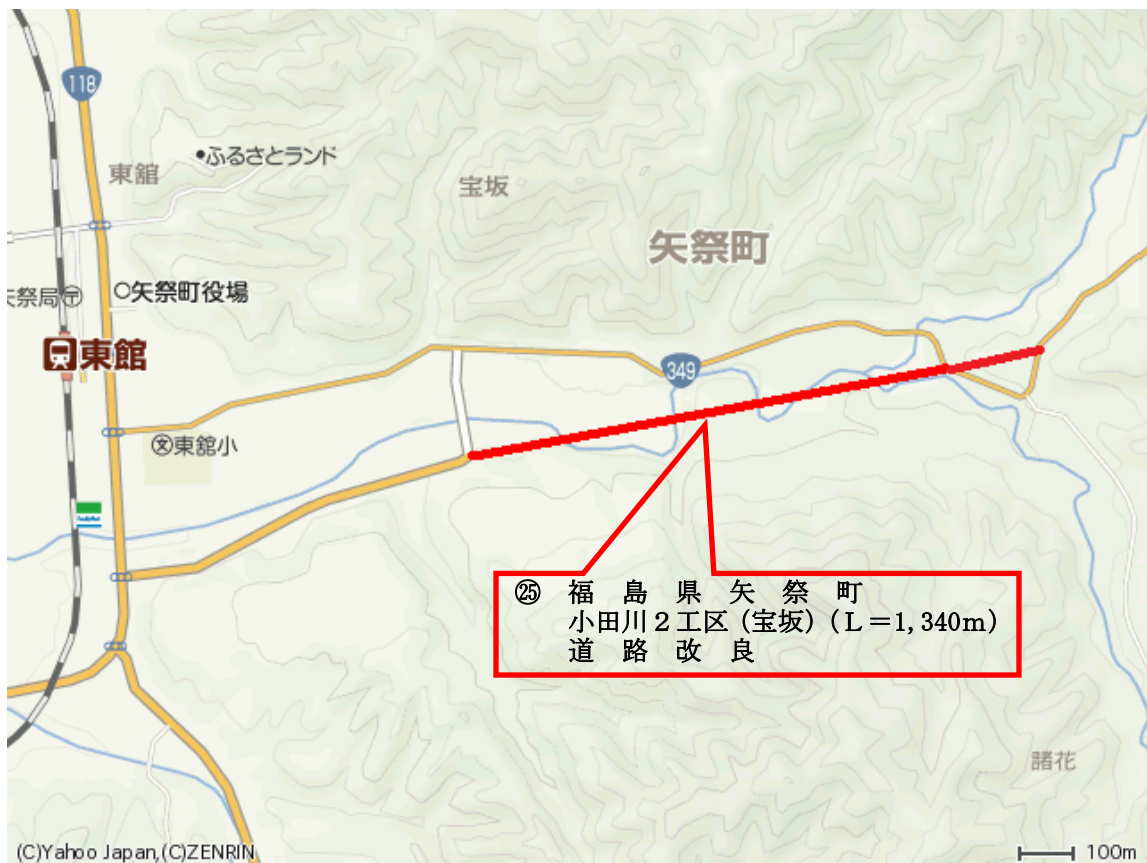 118
ふるさとランド
東舘
宝坂
矢祭町
矢祭町役場
矢祭局
東館
349
東舘小
FamilyMart
㉕ 福島県矢祭町
小田川２工区(宝坂)(L=1,340m)
道路改良
諸花
(C)Yahoo Japan,(C)ZENRIN
100m